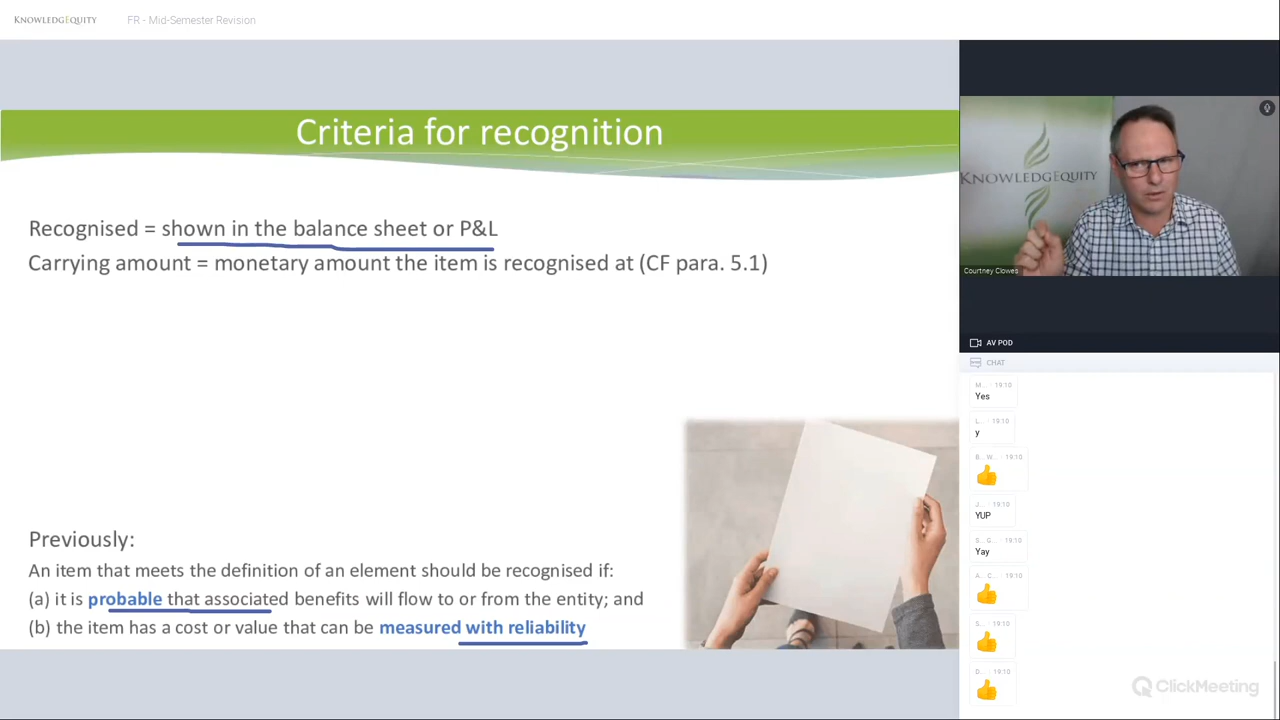 KNOWLEDGEQUITY
FR - Mid-Semester Revision
Criteria for recognition
Recognised = shown in the balance sheet or P&L
Carrying amount = monetary amount the item is recognised at (CF para. 5.1)
Previously:
An item that meets the definition of an element should be recognised if:
(a) it is probable that associated benefits will flow to or from the entity; and
(b) the item has a cost or value that can be measured with reliability
KNOWLEDGEQUITY
Courtney Clowes
AV POD
CHAT
M... · 19:10
Yes
L... · 19:10
y
B... W... · 19:10
J... · 19:10
YUP
S... G... · 19:10
Yay
A... C... · 19:10
S... · 19:10
D... · 19:10
ClickMeeting